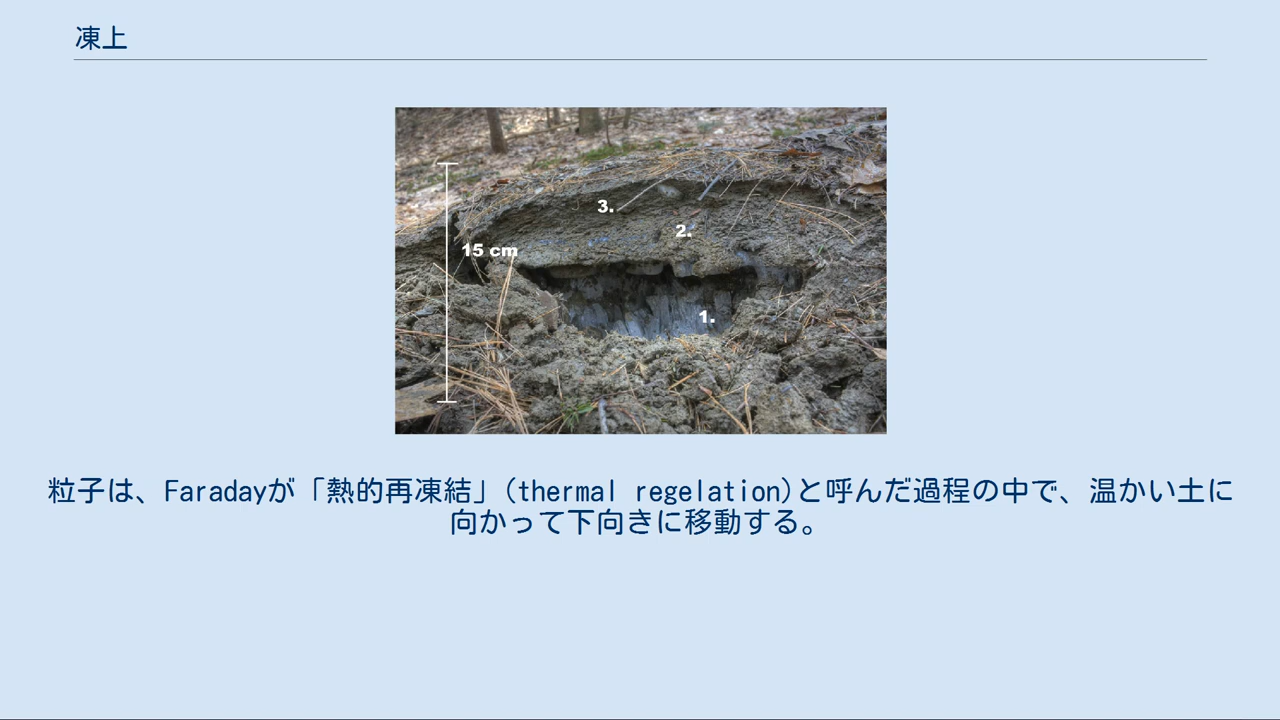 凍上
3.
2.
15 cm
1.
粒子は、Faradayが「熱的再凍結」(thermal regelation)と呼んだ過程の中で、温かい土に
向かって下向きに移動する。